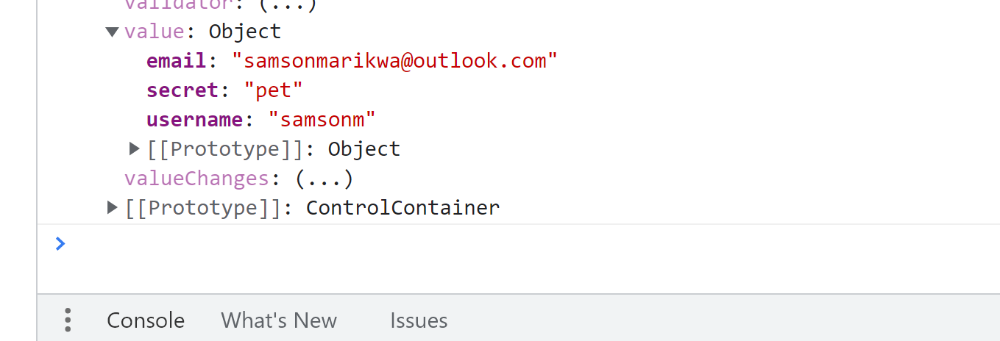 validator: (...)
value: Object
email: "samsonmarikwa@outlook.com"
secret: "pet"
username: "samsonm"
[[Prototype]]: Object
valueChanges: (...)
[[Prototype]]: ControlContainer
>
Console What's New Issues